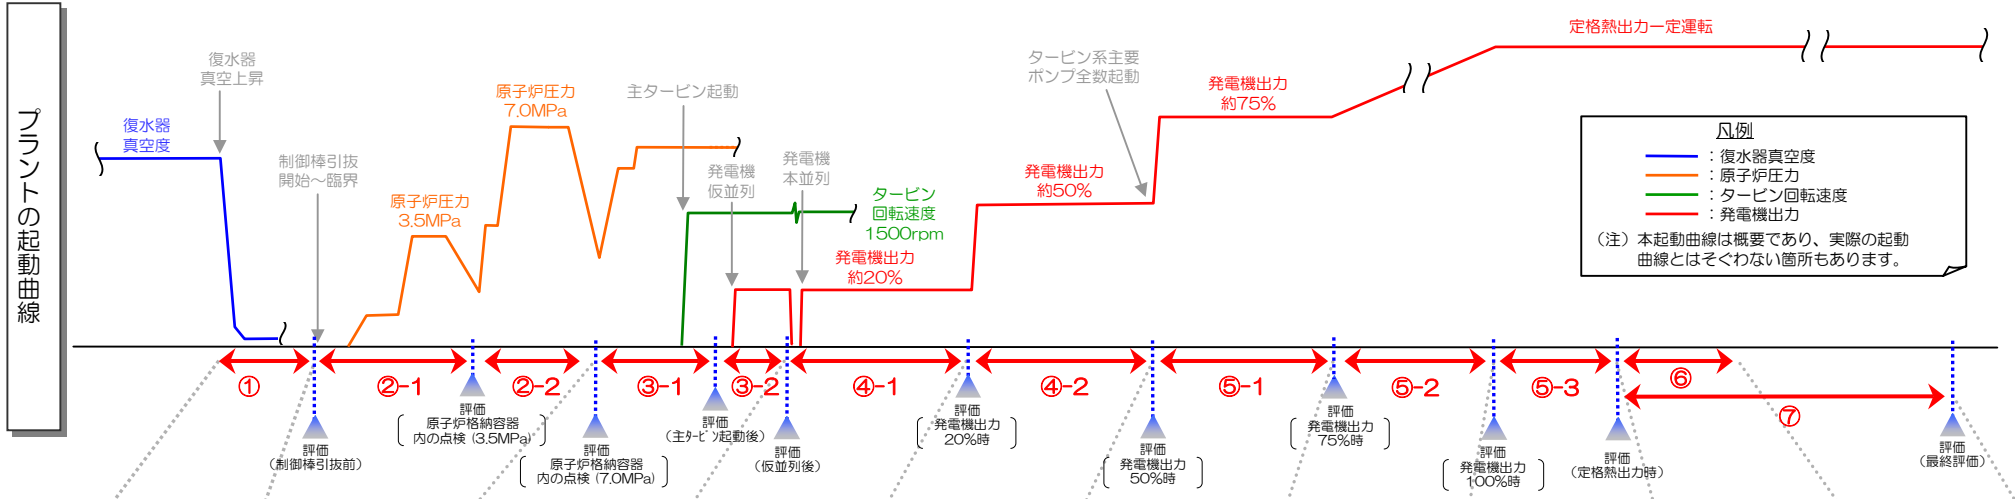 プラントの起動曲線
復水器
真空度
復水器
真空上昇
制御棒引抜
開始～臨界
原子炉圧力
3.5MPa
原子炉圧力
7.0MPa
主タービン起動
発電機
仮並列
発電機
本並列
タービン
回転速度
1500rpm
発電機出力
約20%
発電機出力
約50%
タービン系主要
ポンプ全数起動
発電機出力
約75%
定格熱出力一定運転
凡例
：復水器真空度
：原子炉圧力
：タービン回転速度
：発電機出力
（注）本起動曲線は概要であり、実際の起動
曲線とはそぐわない箇所もあります。
①
②-1
②-2
③-1
③-2
④-1
④-2
⑤-1
⑤-2
⑤-3
⑥
⑦
評価
（制御棒引抜前）
評価
原子炉格納容器
内の点検 (3.5MPa)
評価
原子炉格納容器
内の点検 (7.0MPa)
評価
（主ﾀｰﾋﾞﾝ起動後）
評価
（仮並列後）
評価
発電機出力
20%時
評価
発電機出力
50%時
評価
発電機出力
75%時
評価
発電機出力
100%時
評価
（定格熱出力時）
評価
（最終評価）